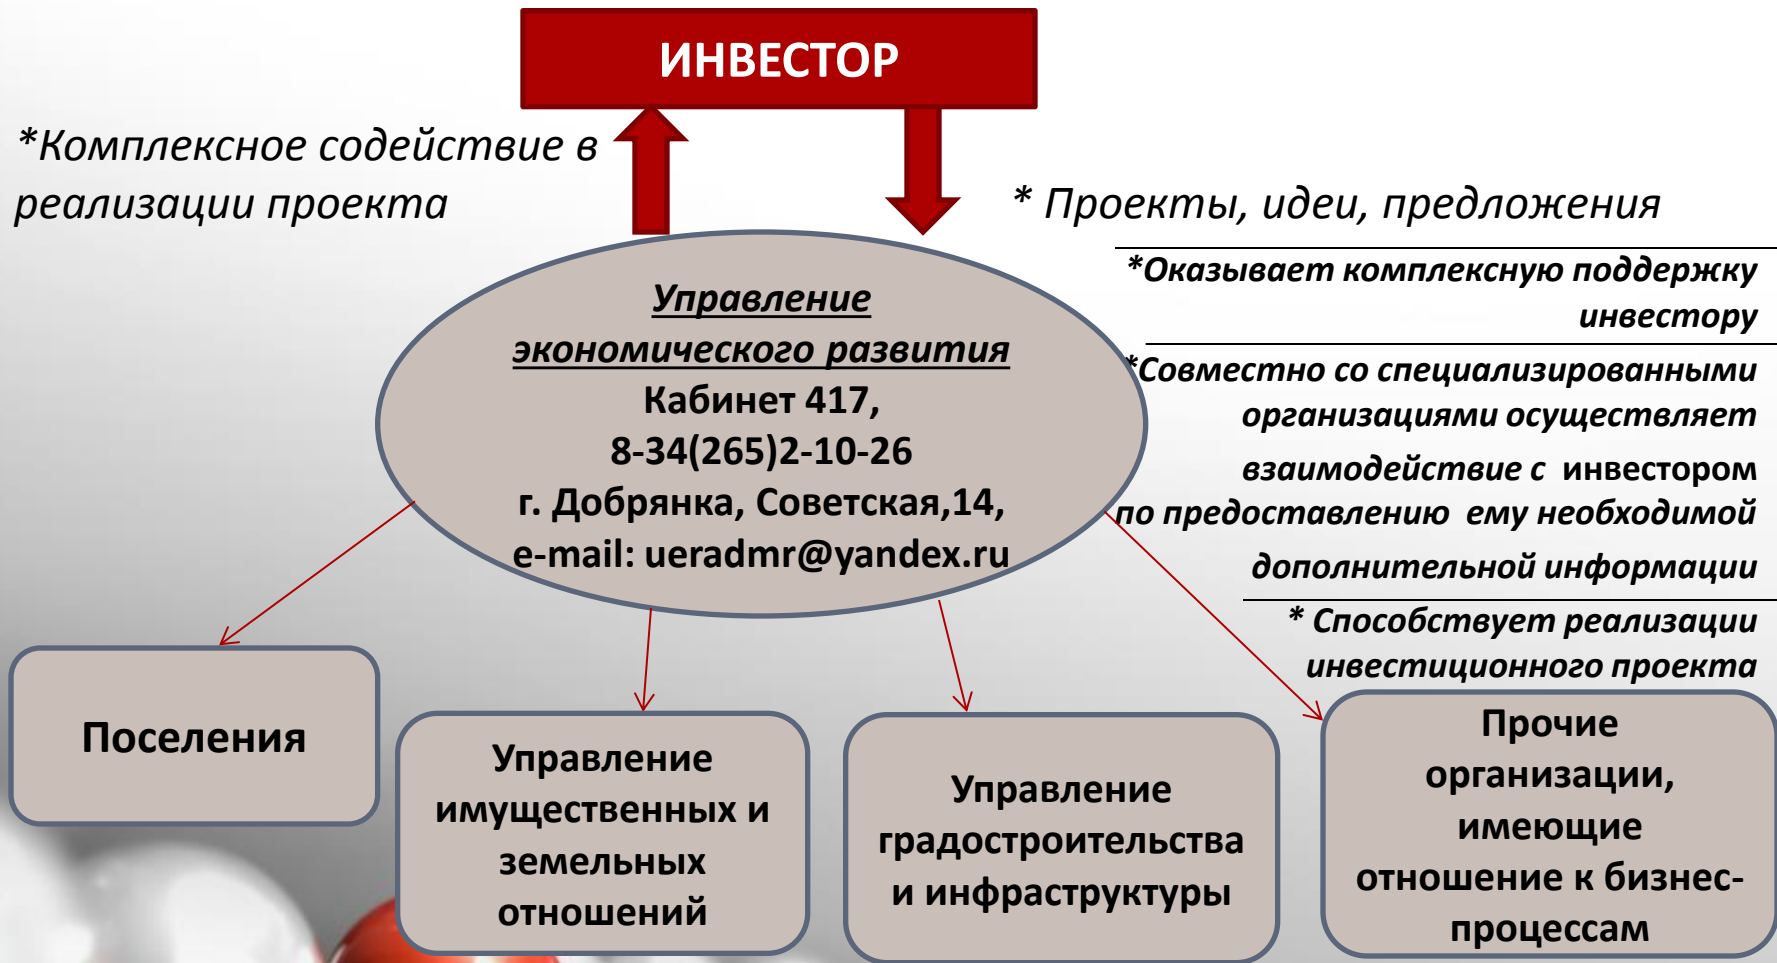 ИНВЕСТОР
*Комплексное содействие в
реализации проекта
* Проекты, идеи, предложения
*Оказывает комплексную поддержку
инвестору
*Совместно со специализированными
организациями осуществляет
взаимодействие с инвестором
по предоставлению ему необходимой
дополнительной информации
* Способствует реализации
инвестиционного проекта
Управление
экономического развития
Кабинет 417,
8-34(265)2-10-26
г. Добрянка, Советская,14,
e-mail: ueradmr@yandex.ru
Поселения
Управление
имущественных и
земельных
отношений
Управление
градостроительства
и инфраструктуры
Прочие
организации,
имеющие
отношение к бизнес-
процессам